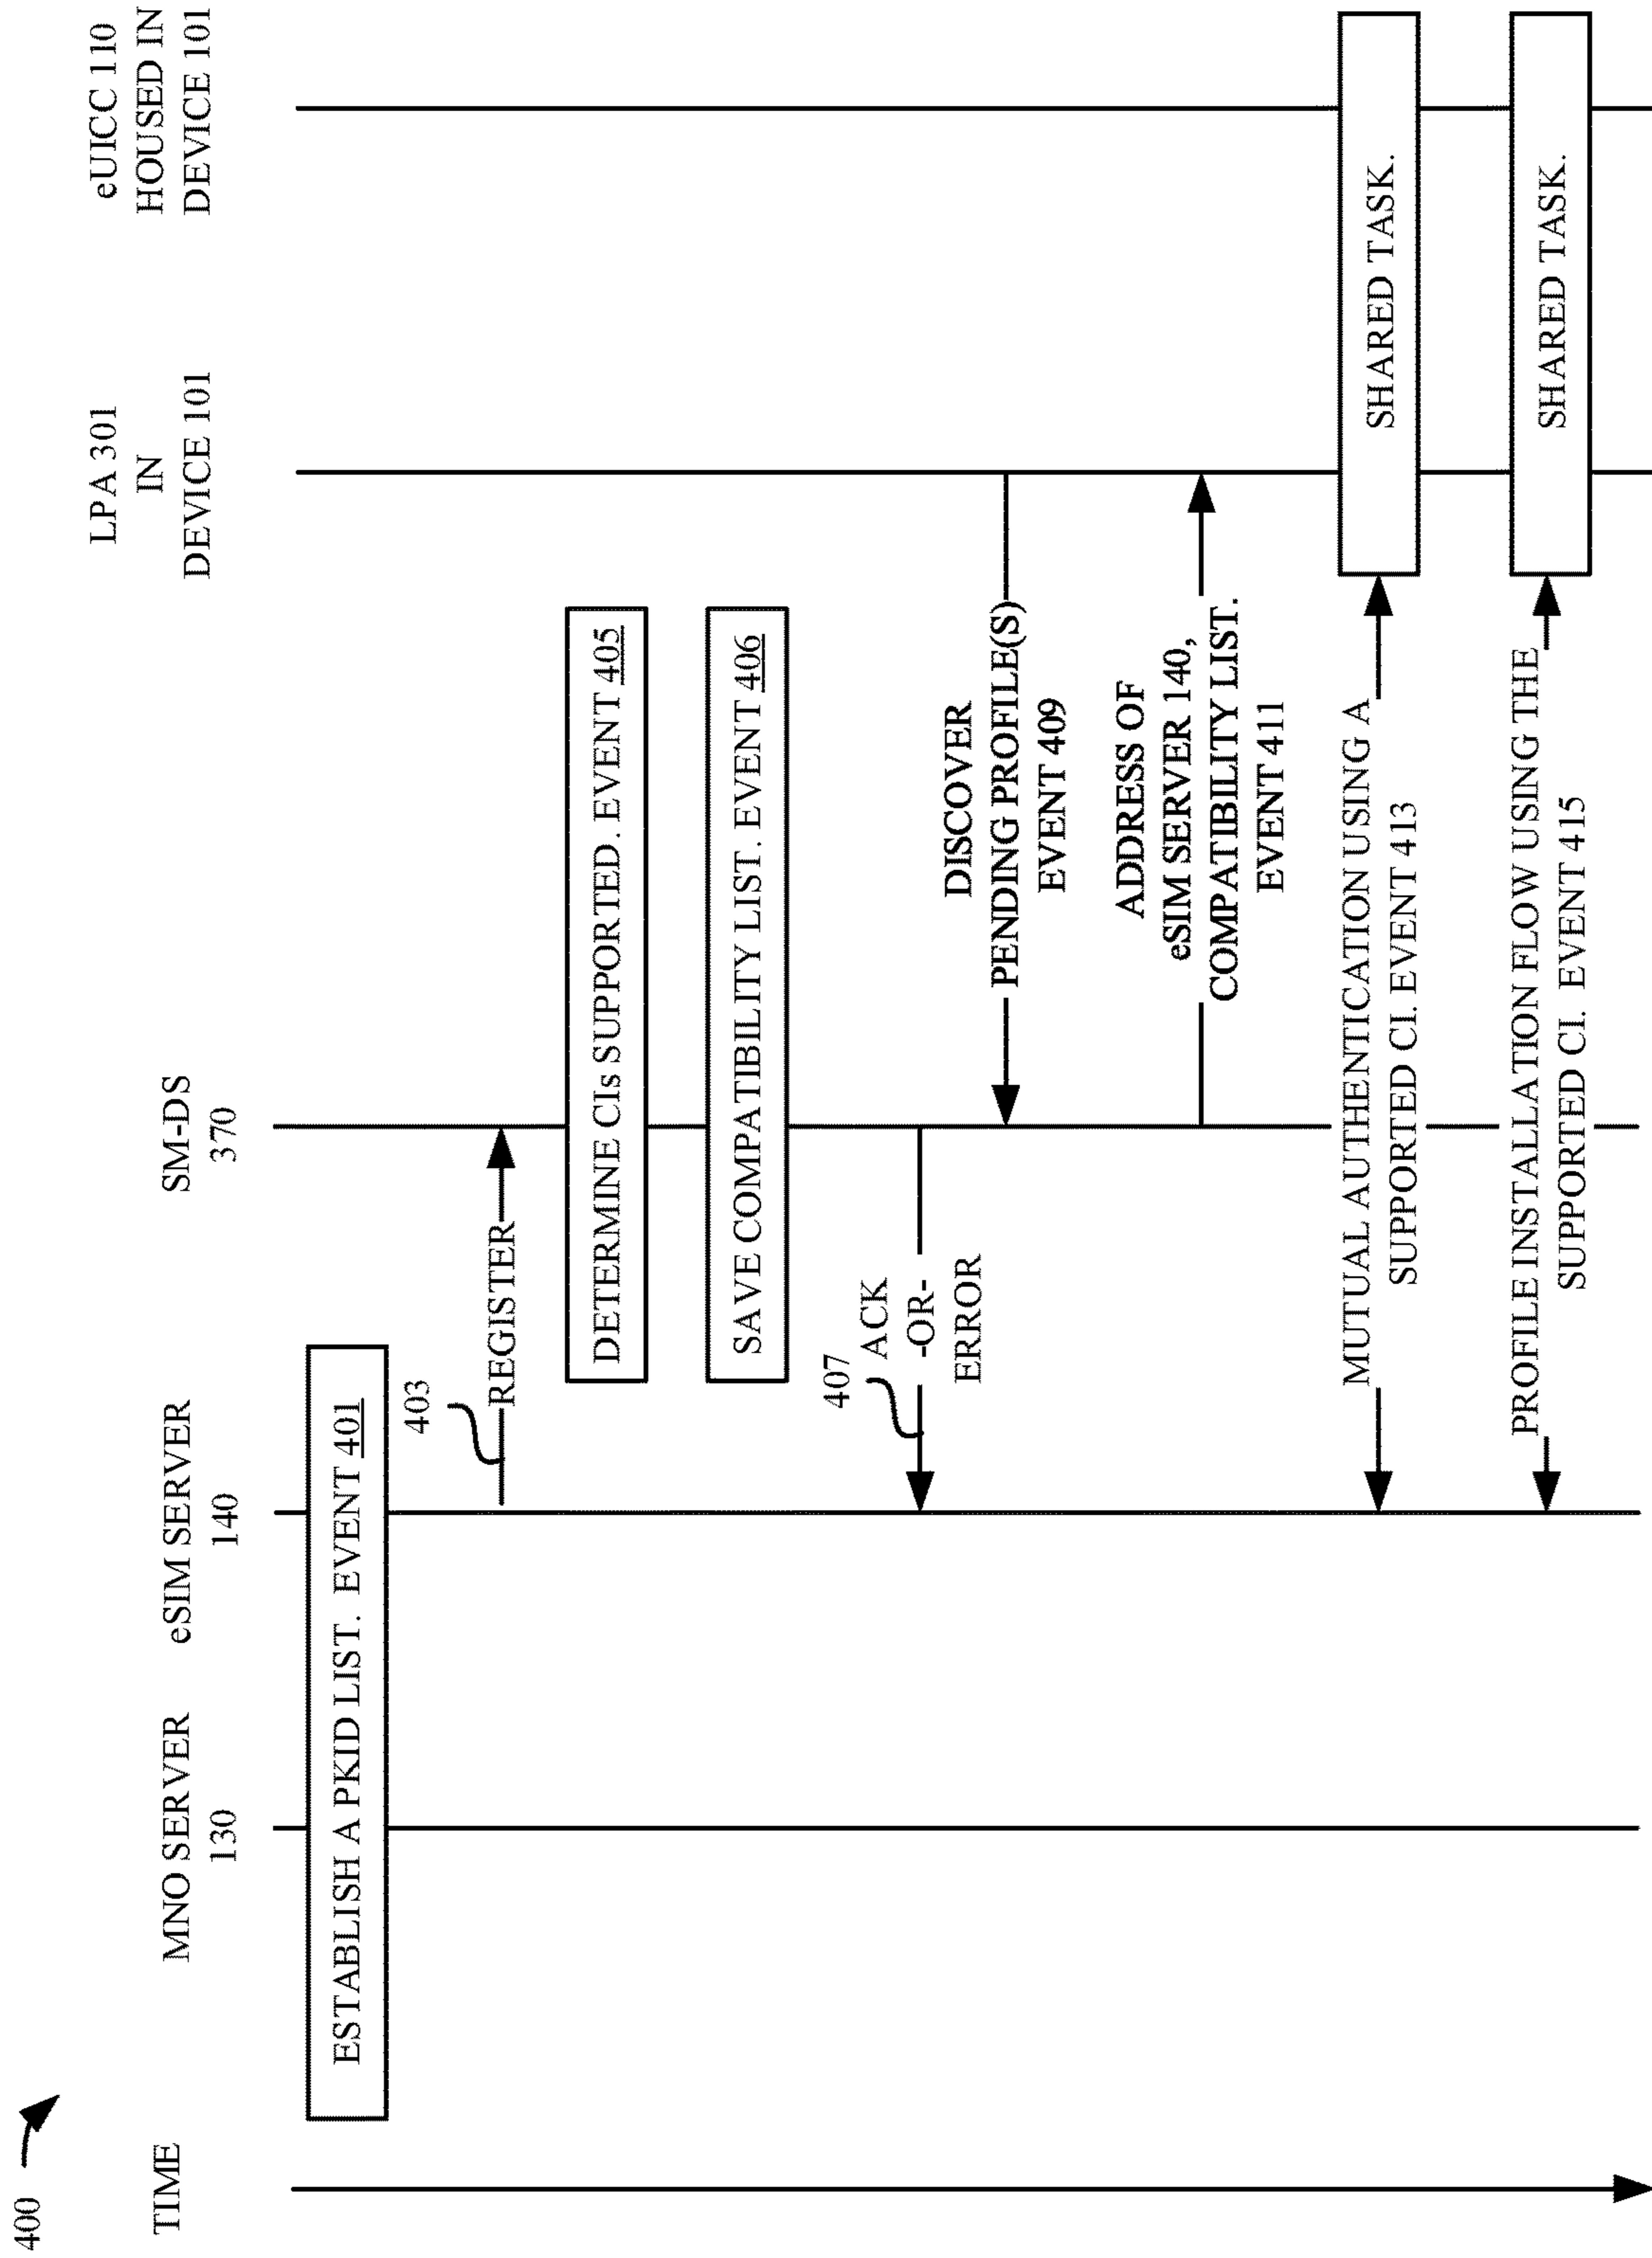 400
TIME
MNO SERVER
130
eSIM SERVER
140
SM-DS
370
LPA 301
IN
DEVICE 101
eUICC 110
HOUSED IN
DEVICE 101
ESTABLISH A PKID LIST. EVENT 401
403
REGISTER
DETERMINE CIs SUPPORTED. EVENT 405
SAVE COMPATIBILITY LIST. EVENT 406
407
ACK
-OR-
ERROR
DISCOVER
PENDING PROFILE(S)
EVENT 409
ADDRESS OF
eSIM SERVER 140,
COMPATIBILITY LIST.
EVENT 411
MUTUAL AUTHENTICATION USING A
SUPPORTED CI. EVENT 413
SHARED TASK.
PROFILE INSTALLATION FLOW USING THE
SUPPORTED CI. EVENT 415
SHARED TASK.